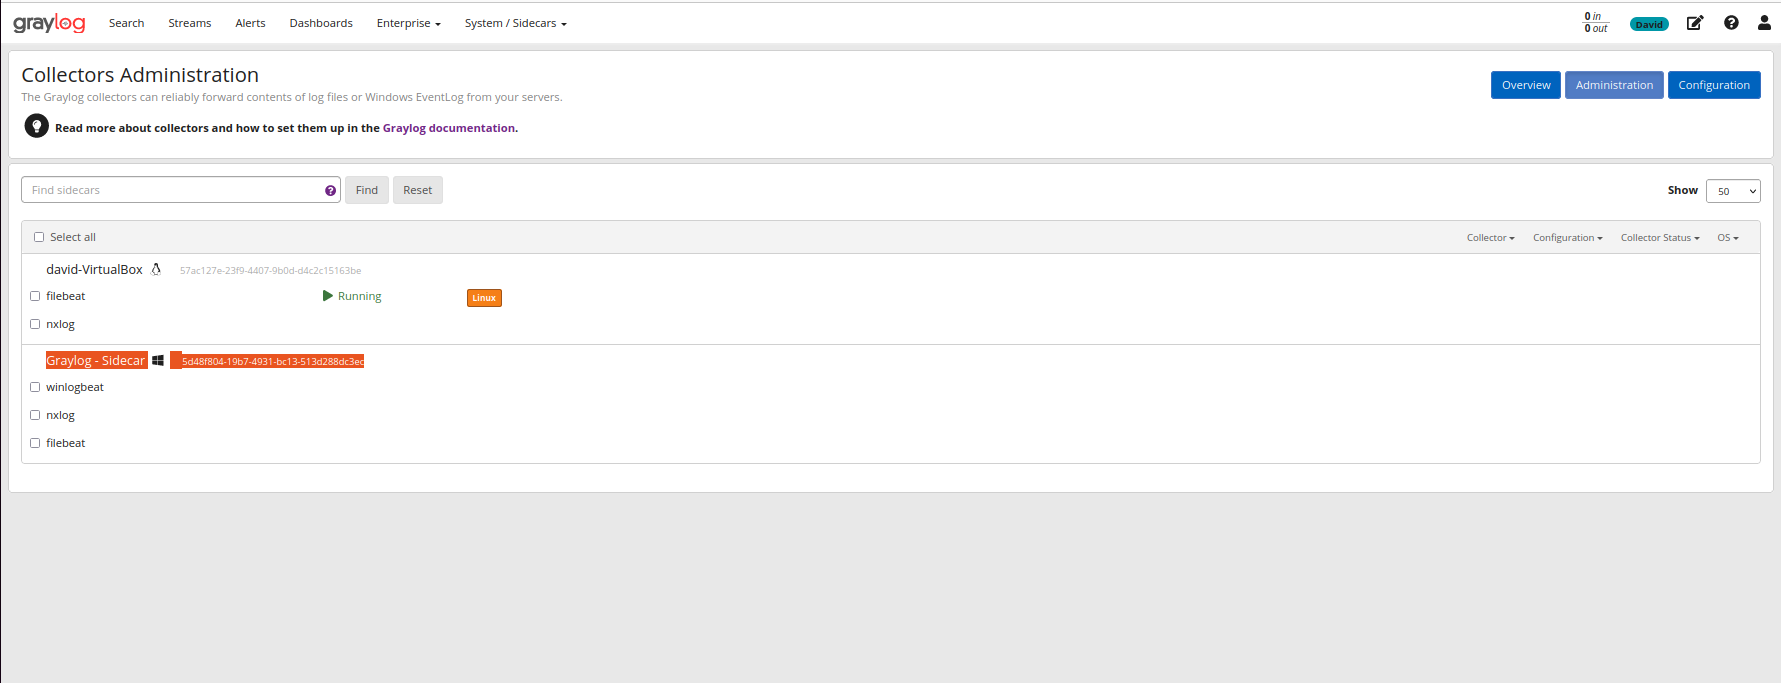 graylog Search Streams Alerts Dashboards Enterprise System / Sidecars 0 in David
0 out
Collectors Administration
The Graylog collectors can reliably forward contents of log files or Windows EventLog from your servers.
Overview Administration Configuration
Read more about collectors and how to set them up in the Graylog documentation.
Find sidecars Find Reset Show 50
Select all Collector Configuration Collector Status OS
david-VirtualBox 57ac127e-23f9-4407-9b0d-d4c2c15163be
filebeat Running Linux
nxlog
Graylog - Sidecar 5d48f804-19b7-4931-bc13-513d288dc3ec
winlogbeat
nxlog
filebeat